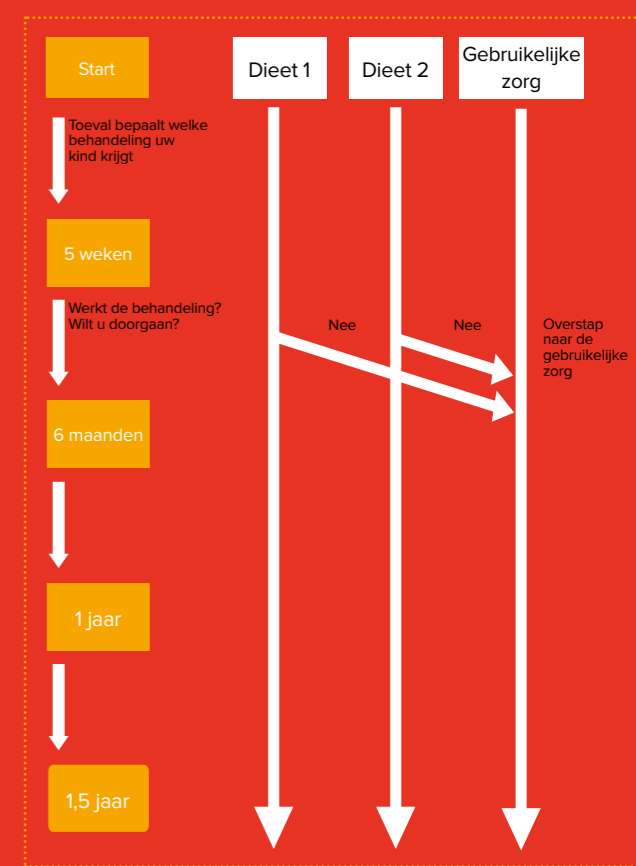 Start
Dieet 1
Dieet 2
Gebruikelijke
zorg
Toeval bepaalt welke
behandeling uw
kind krijgt
5 weken
Werkt de behandeling?
Wilt u doorgaan?
Nee
Nee
Overstap
naar de
gebruikelijke
zorg
6 maanden
1 jaar
1,5 jaar